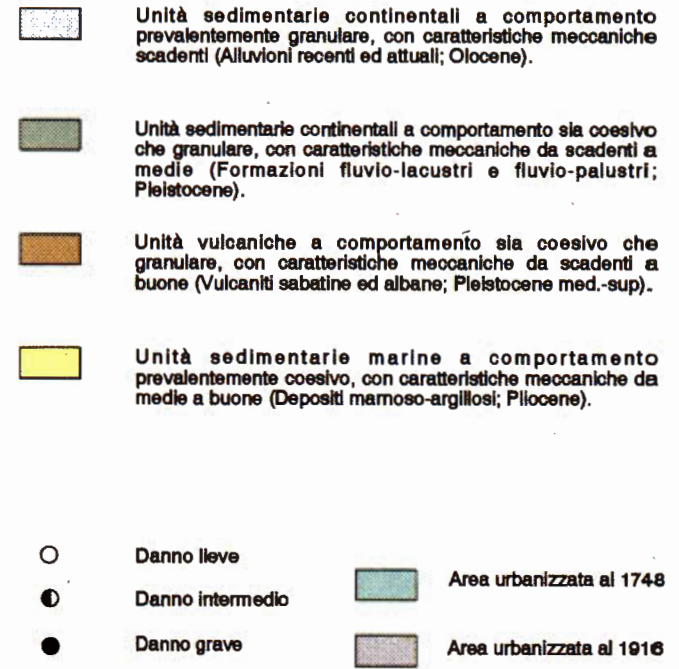 Unità sedimentarie continentali a comportamento
prevalentemente granulare, con caratteristiche meccaniche
scadenti (Alluvioni recenti ed attuali; Olocene).
Unità sedimentarie continentali a comportamento sia coesivo
che granulare, con caratteristiche meccaniche da scadenti a
medie (Formazioni fluvio-lacustri e fluvio-palustri;
Pleistocene).
Unità vulcaniche a comportamento sia coesivo che
granulare, con caratteristiche meccaniche da scadenti a
buone (Vulcaniti sabatine ed albane; Pleistocene med.-sup).
Unità sedimentarie marine a comportamento
prevalentemente coesivo, con caratteristiche meccaniche da
medie a buone (Depositi marnoso-argillosi; Pliocene).
Danno lieve
Danno intermedio
Danno grave
Area urbanizzata al 1748
Area urbanizzata al 1916